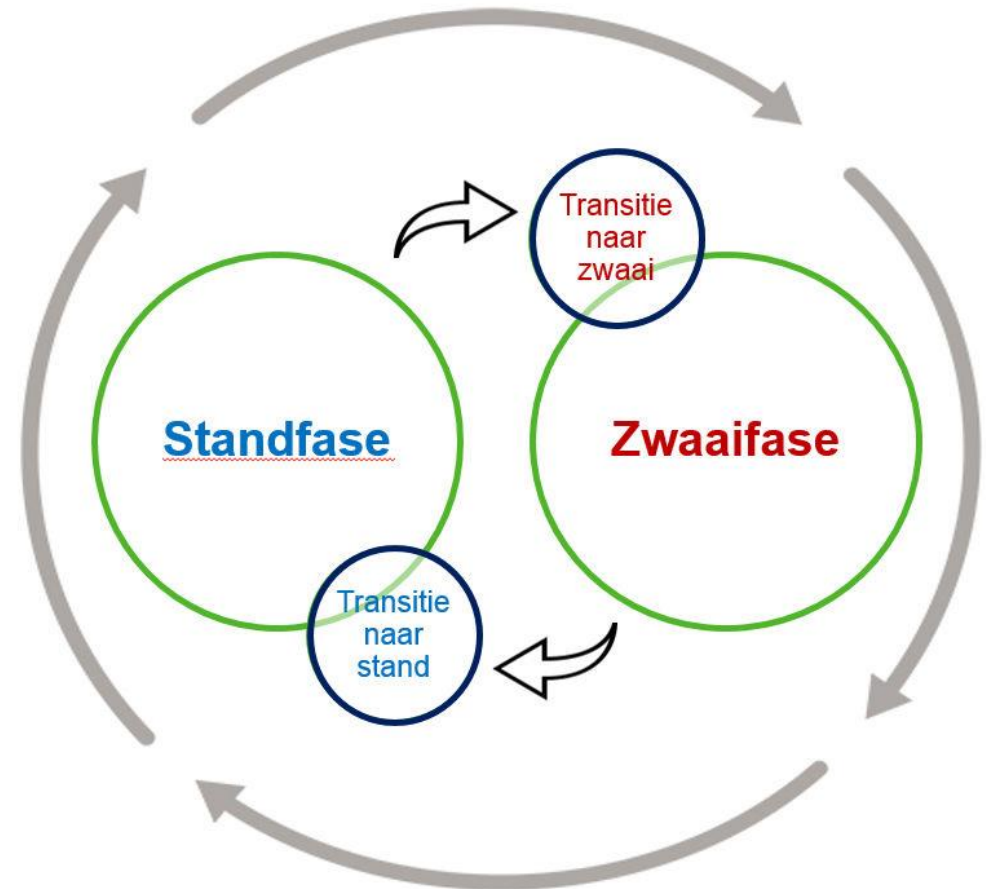 Transitie
naar
zwaai
Standfase
Zwaaifase
Transitie
naar
stand